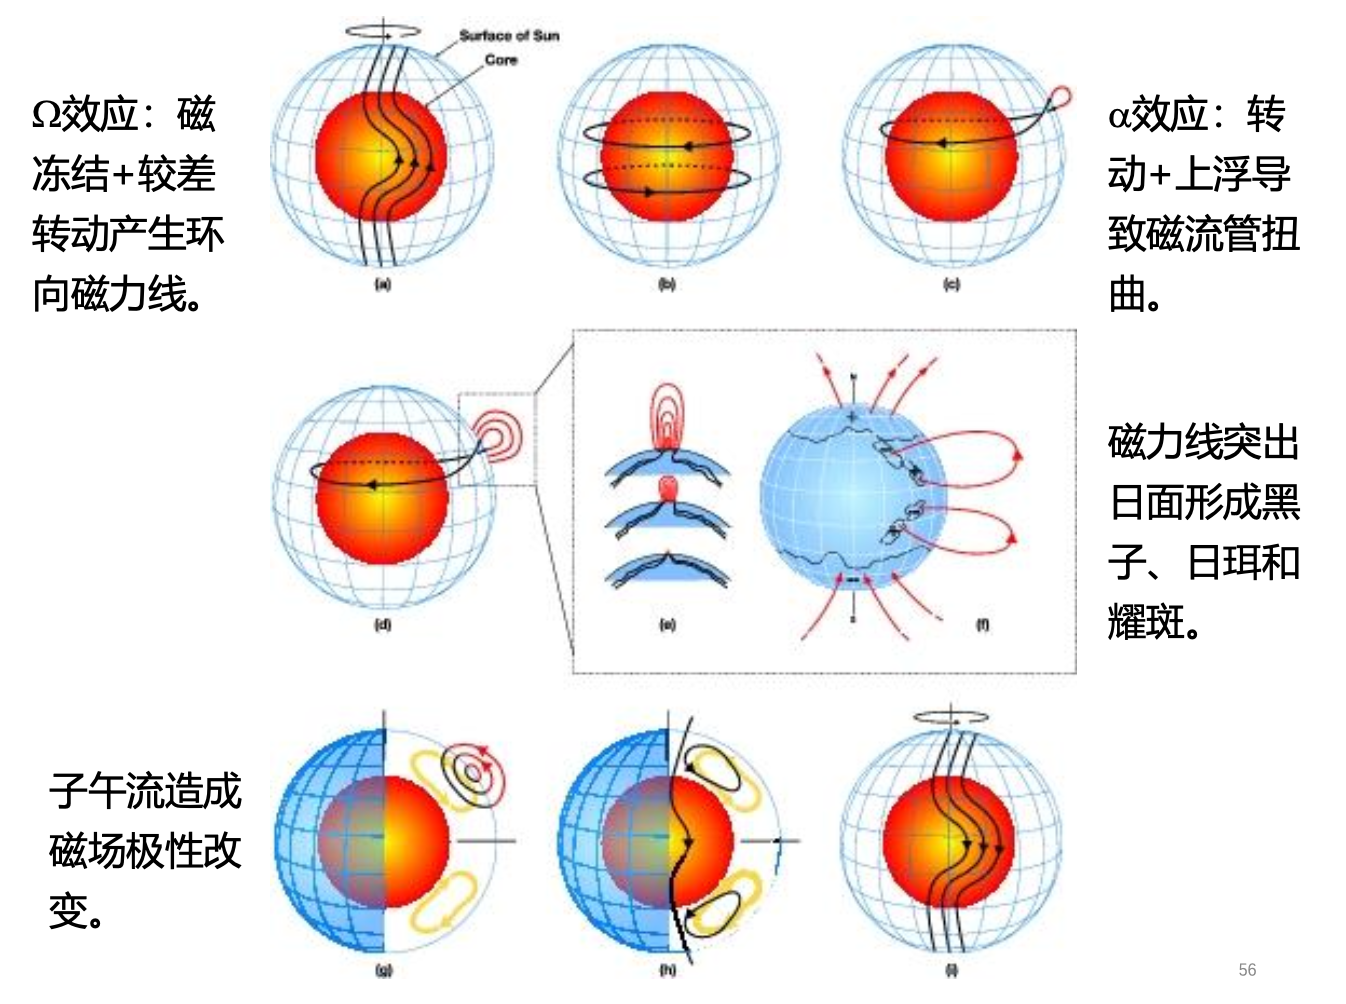 Surface of Sun
Core
Ω效应：磁
冻结+较差
转动产生环
向磁力线。
(a)
(b)
(c)
α效应：转
动+上浮导
致磁流管扭
曲。
(d)
(e)
N
+
S
(f)
磁力线突出
日面形成黑
子、日珥和
耀斑。
子午流造成
磁场极性改
变。
(g)
(h)
(i)
56